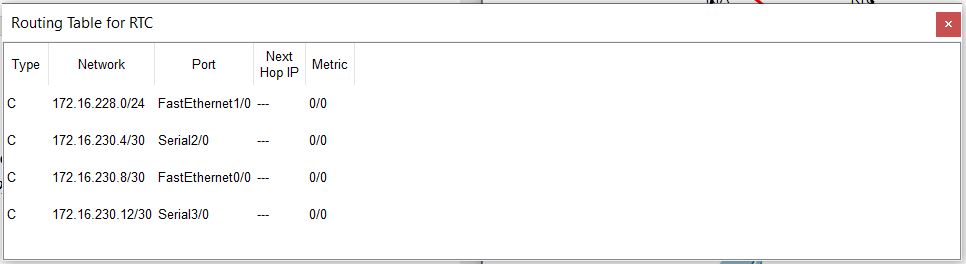 Routing Table for RTC
Type Network Port Next Hop IP Metric
C 172.16.228.0/24 FastEthernet1/0 --- 0/0
C 172.16.230.4/30 Serial2/0 --- 0/0
C 172.16.230.8/30 FastEthernet0/0 --- 0/0
C 172.16.230.12/30 Serial3/0 --- 0/0